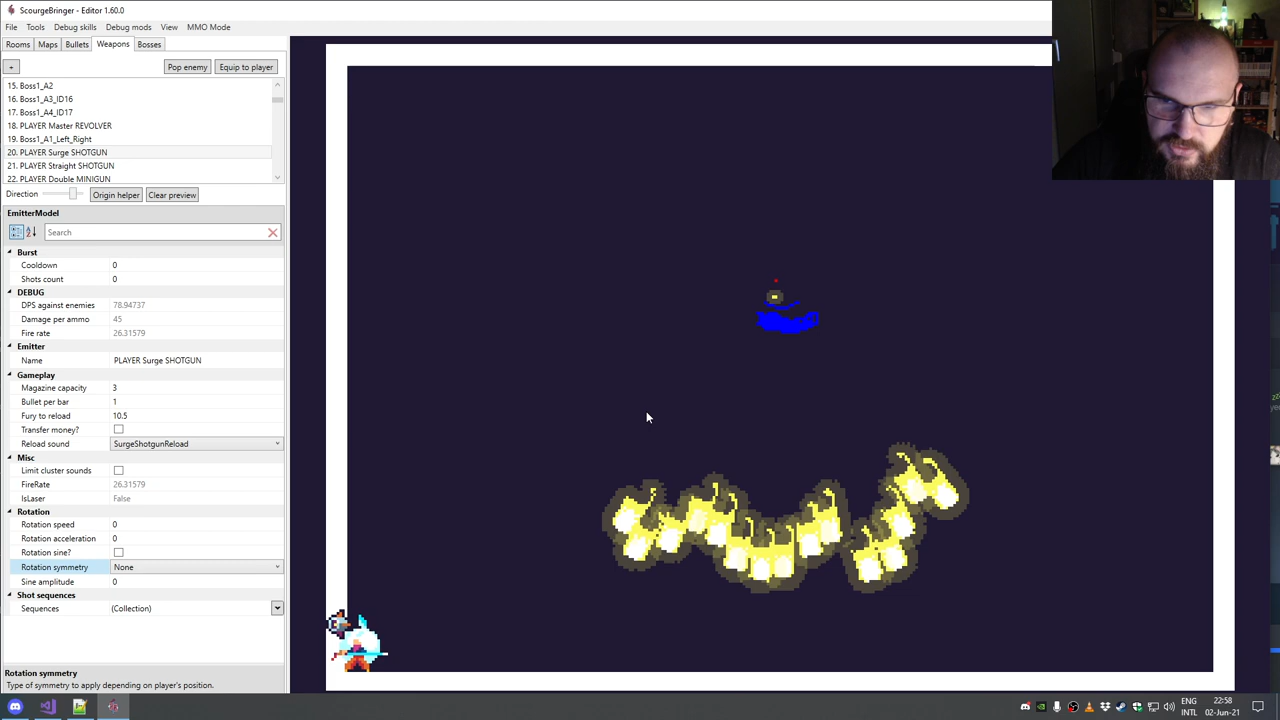 ScourgeBringer - Editor 1.60.0
File Tools Debug skills Debug mods View MMO Mode
Rooms Maps Bullets Weapons Bosses
+ Pop enemy Equip to player
15. Boss1_A2
16. Boss1_A3_ID16
17. Boss1_A4_ID17
18. PLAYER Master REVOLVER
19. Boss1_A1_Left_Right
20. PLAYER Surge SHOTGUN
21. PLAYER Straight SHOTGUN
22. PLAYER Double MINIGUN
Direction Origin helper Clear preview
EmitterModel
Search
Burst
Cooldown 0
Shots count 0
DEBUG
DPS against enemies 78.94737
Damage per ammo 45
Fire rate 26.31579
Emitter
Name PLAYER Surge SHOTGUN
Gameplay
Magazine capacity 3
Bullet per bar 1
Fury to reload 10.5
Transfer money?
Reload sound SurgeShotgunReload
Misc
Limit cluster sounds
FireRate 26.31579
IsLaser False
Rotation
Rotation speed 0
Rotation acceleration 0
Rotation sine?
Rotation symmetry None
Sine amplitude 0
Shot sequences
Sequences (Collection)
Rotation symmetry
Type of symmetry to apply depending on player's position.
ENG 22:58
INTL 02-Jun-21